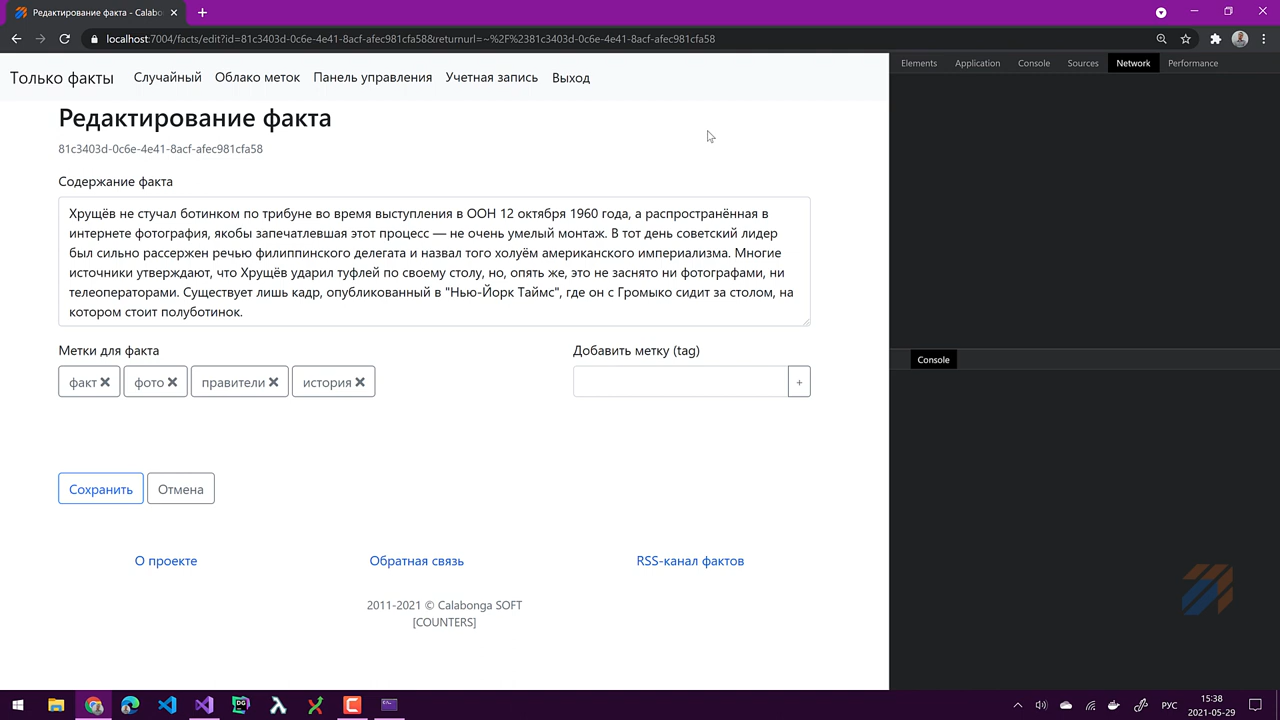 Редактирование факта - Calabo
localhost:7004/facts/edit?id=81c3403d-0c6e-4e41-8acf-afec981cfa58&returnurl=~%2F%2381c3403d-0c6e-4e41-8acf-afec981cfa58
Только факты Случайный Облако меток Панель управления Учетная запись Выход
Elements Application Console Sources Network Performance
Редактирование факта
81c3403d-0c6e-4e41-8acf-afec981cfa58
Содержание факта
Хрущёв не стучал ботинком по трибуне во время выступления в ООН 12 октября 1960 года, а распространённая в
интернете фотография, якобы запечатлевшая этот процесс — не очень умелый монтаж. В тот день советский лидер
был сильно рассержен речью филиппинского делегата и назвал того холуём американского империализма. Многие
источники утверждают, что Хрущёв ударил туфлей по своему столу, но, опять же, это не заснято ни фотографами, ни
телеоператорами. Существует лишь кадр, опубликованный в "Нью-Йорк Таймс", где он с Громыко сидит за столом, на
котором стоит полуботинок.
Метки для факта
Добавить метку (tag)
факт фото правители история
+
Console
Сохранить Отмена
О проекте Обратная связь RSS-канал фактов
2011-2021 © Calabonga SOFT
[COUNTERS]
РУС
15:38
2021-05-29